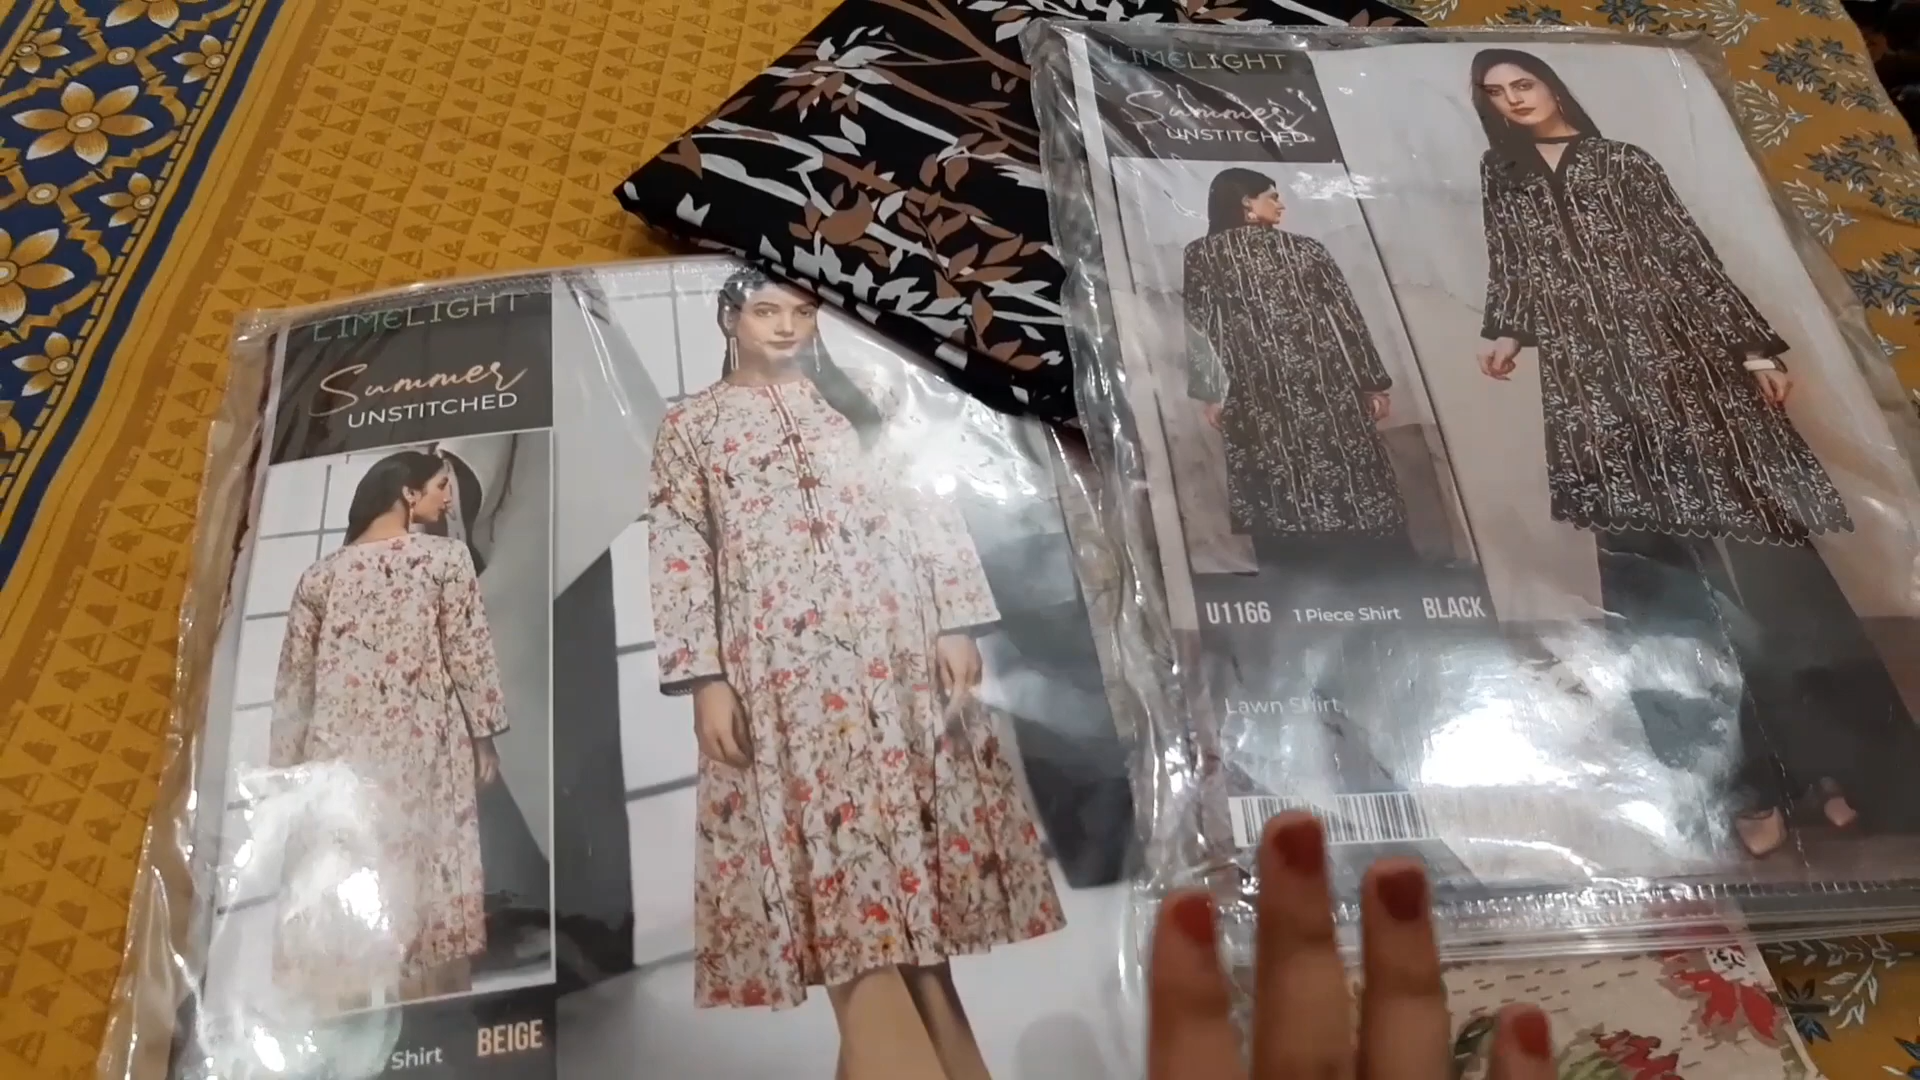 LIMELIGHT
Summer
UNSTITCHED
Shirt BEIGE
LIMELIGHT
Summer
UNSTITCHED
U1166 1 Piece Shirt BLACK
Lawn Shirt